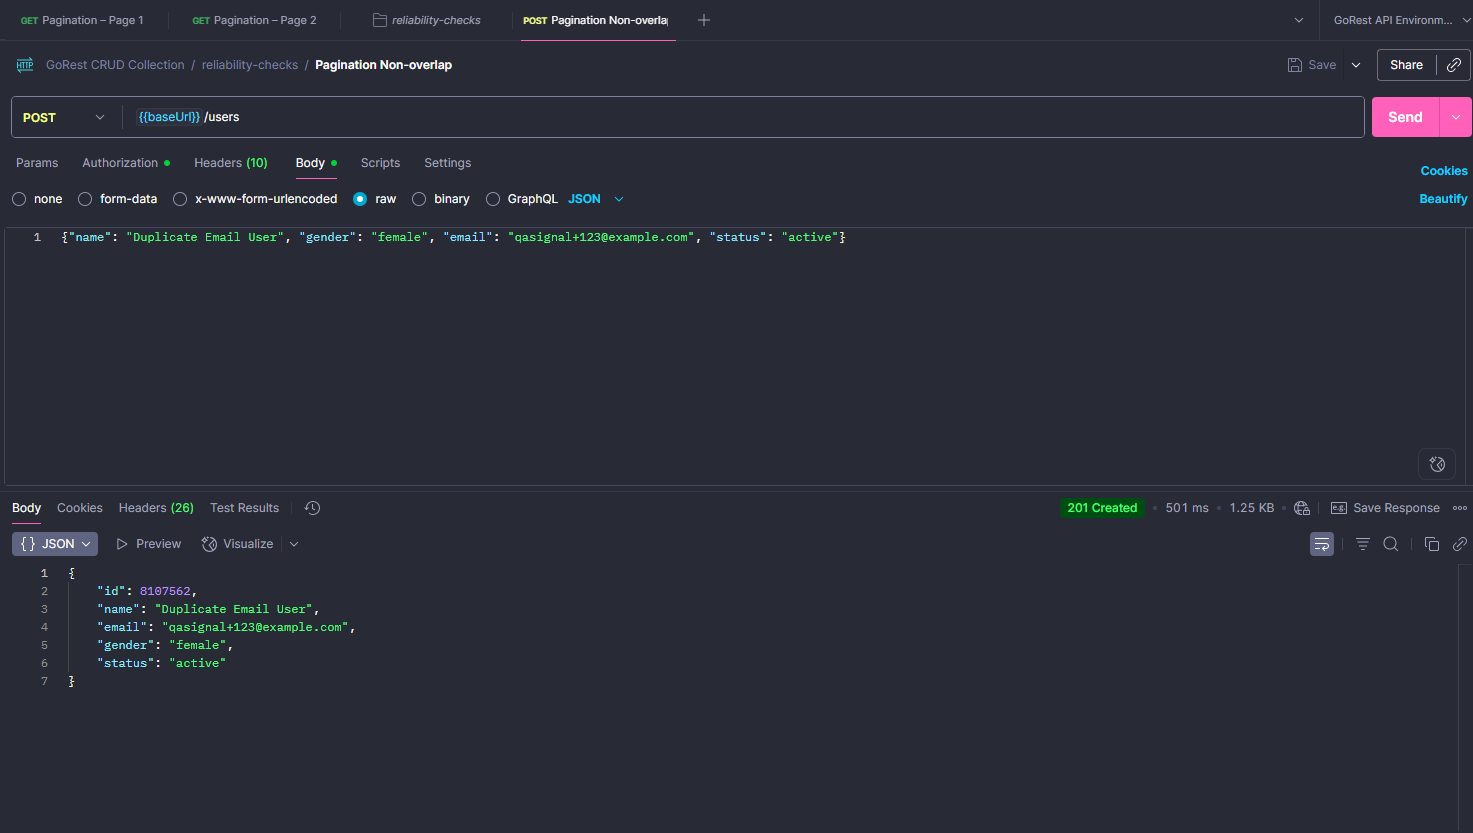 GET Pagination – Page 1 GET Pagination – Page 2 reliability-checks POST Pagination Non-overla GoRest API Environm...
HTTP GoRest CRUD Collection / reliability-checks / Pagination Non-overlap Save Share
POST {{baseUrl}} /users Send
Params Authorization Headers (10) Body Scripts Settings Cookies
none form-data x-www-form-urlencoded raw binary GraphQL JSON Beautify
1 {"name": "Duplicate Email User", "gender": "female", "email": "qasignal+123@example.com", "status": "active"}
Body Cookies Headers (26) Test Results 201 Created • 501 ms • 1.25 KB • e.g. Save Response
{ } JSON Preview Visualize
1 {
2 "id": 8107562,
3 "name": "Duplicate Email User",
4 "email": "qasignal+123@example.com",
5 "gender": "female",
6 "status": "active"
7 }